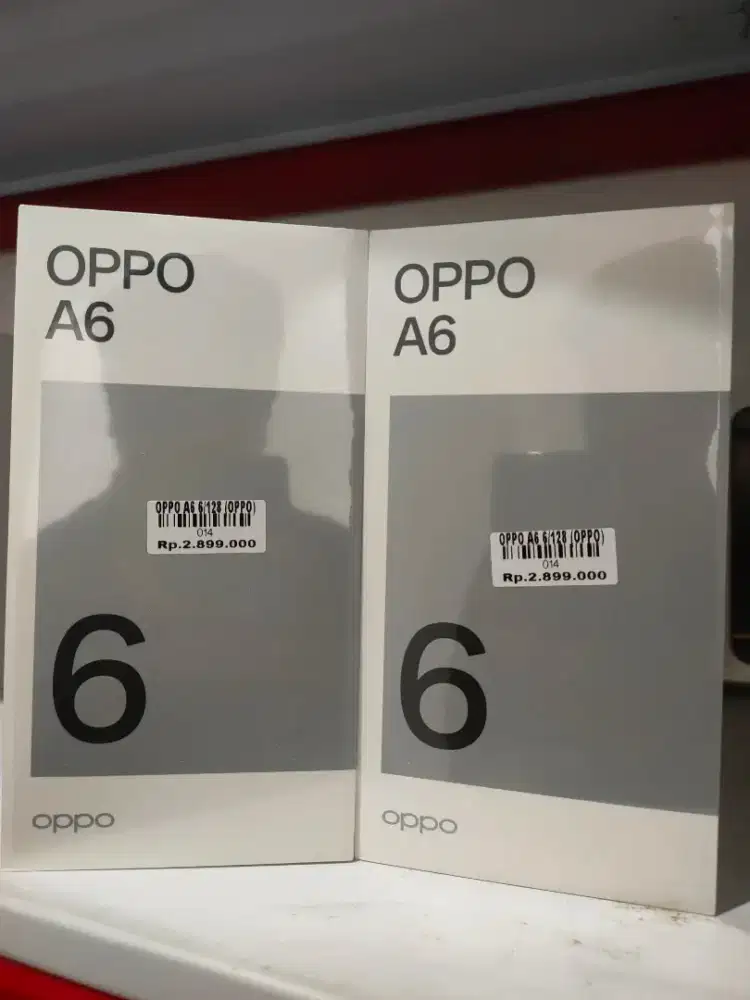 OPPO
A6
OPPO A6 6/128 (OPPO)
014
Rp.2.899.000
6
oppo
OPPO
A6
OPPO A6 6/128 (OPPO)
014
Rp.2.899.000
6
oppo